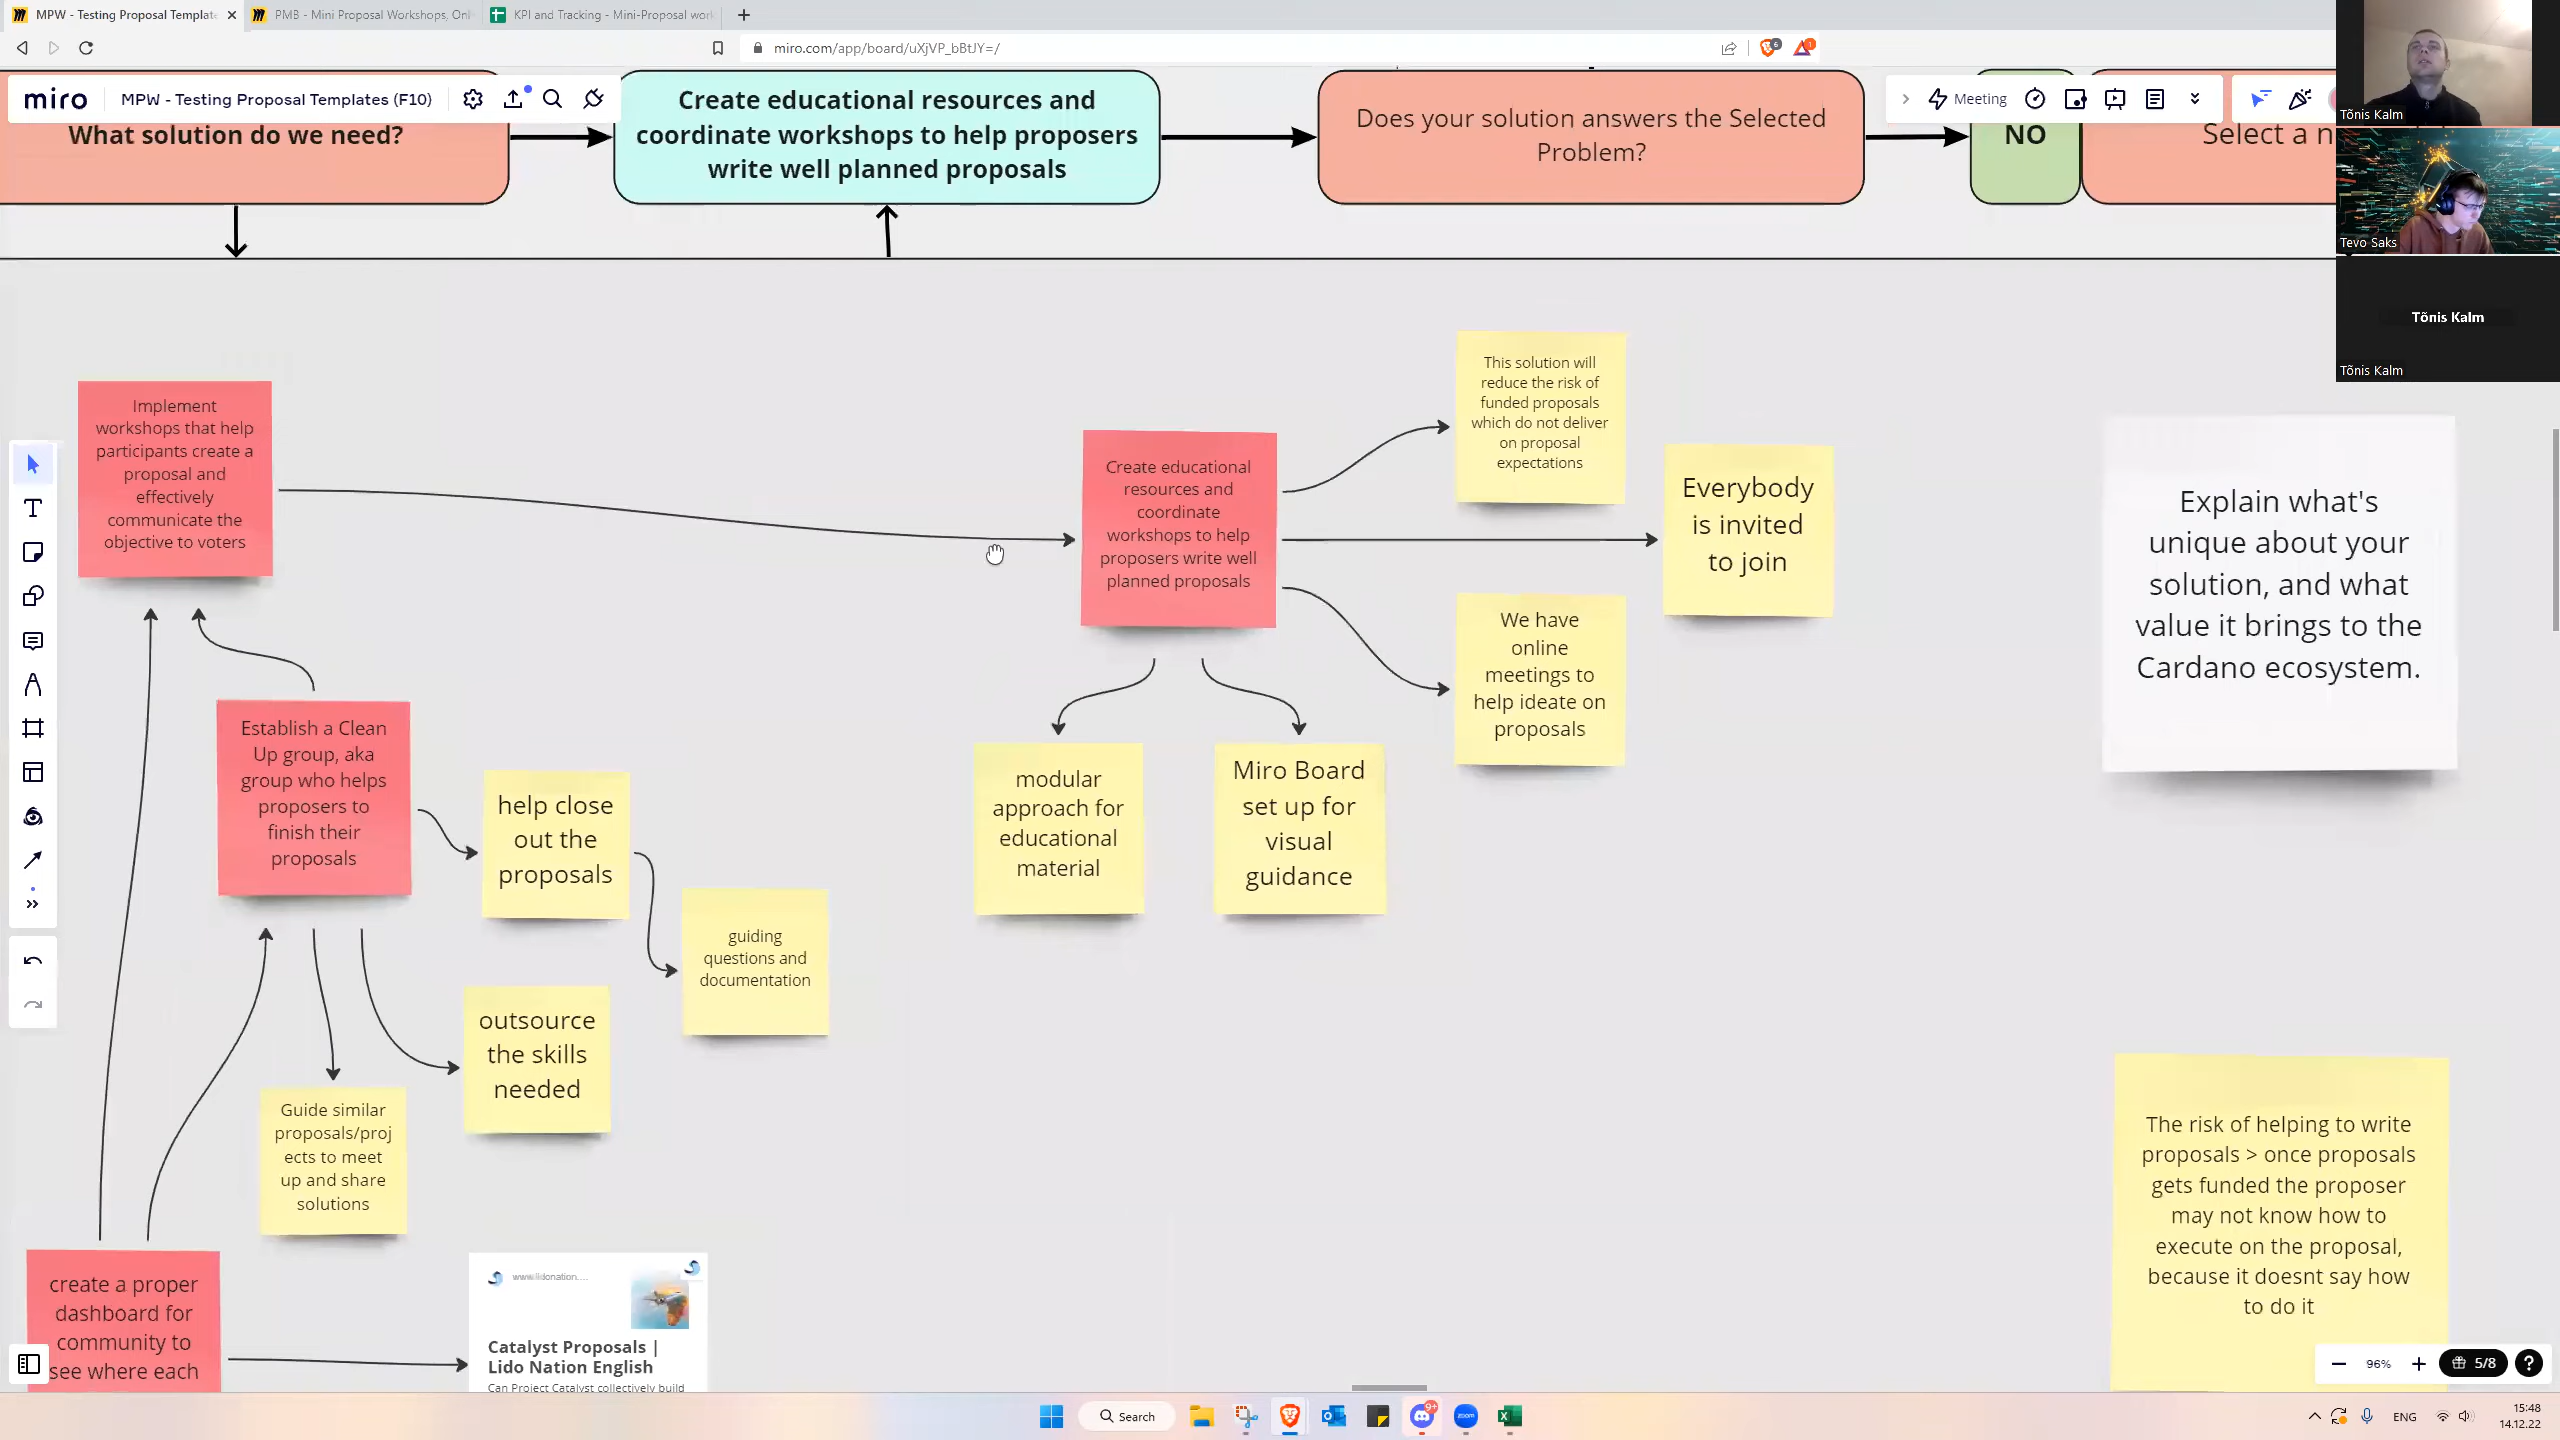 MPW - Testing Proposal Template
PMB - Mini Proposal Workshops, Onl
KPI and Tracking - Mini-Proposal work
miro.com/app/board/uXjVP_bBtJY=/
miro
MPW - Testing Proposal Templates (F10)
Meeting
What solution do we need?
Create educational resources and
coordinate workshops to help proposers
write well planned proposals
Does your solution answers the Selected
Problem?
NO
Select a n
Tõnis Kalm
Tevo Saks
Tõnis Kalm
Tõnis Kalm
Implement
workshops that help
participants create a
proposal and
effectively
communicate the
objective to voters
Create educational
resources and
coordinate
workshops to help
proposers write well
planned proposals
This solution will
reduce the risk of
funded proposals
which do not deliver
on proposal
expectations
Everybody
is invited
to join
We have
online
meetings to
help ideate on
proposals
Explain what's
unique about your
solution, and what
value it brings to the
Cardano ecosystem.
Establish a Clean
Up group, aka
group who helps
proposers to
finish their
proposals
help close
out the
proposals
guiding
questions and
documentation
modular
approach for
educational
material
Miro Board
set up for
visual
guidance
outsource
the skills
needed
Guide similar
proposals/proj
ects to meet
up and share
solutions
The risk of helping to write
proposals > once proposals
gets funded the proposer
may not know how to
execute on the proposal,
because it doesnt say how
to do it
create a proper
dashboard for
community to
see where each
Catalyst Proposals |
Lido Nation English
Can Project Catalyst collectively build
96%
5/8
Search
9+
zoom
ENG
15:48
14.12.22